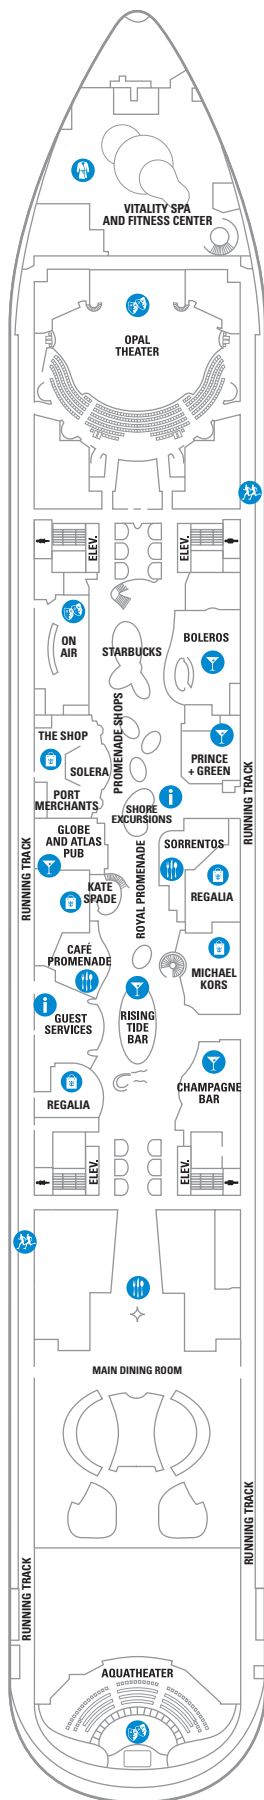 VITALITY SPA
AND FITNESS CENTER
OPAL
THEATER
ELEV.
ELEV.
ON
AIR
STARBUCKS
BOLEROS
PROMENADE SHOPS
THE SHOP
SOLERA
PRINCE
+ GREEN
PORT
MERCHANTS
SHORE
EXCURSIONS
RUNNING TRACK
GLOBE
AND ATLAS
PUB
SORRENTOS
RUNNING TRACK
ROYAL PROMENADE
KATE
SPADE
REGALIA
CAFÉ
PROMENADE
MICHAEL
KORS
GUEST
SERVICES
RISING
TIDE
BAR
REGALIA
CHAMPAGNE
BAR
ELEV.
ELEV.
MAIN DINING ROOM
RUNNING TRACK
RUNNING TRACK
AQUATHEATER